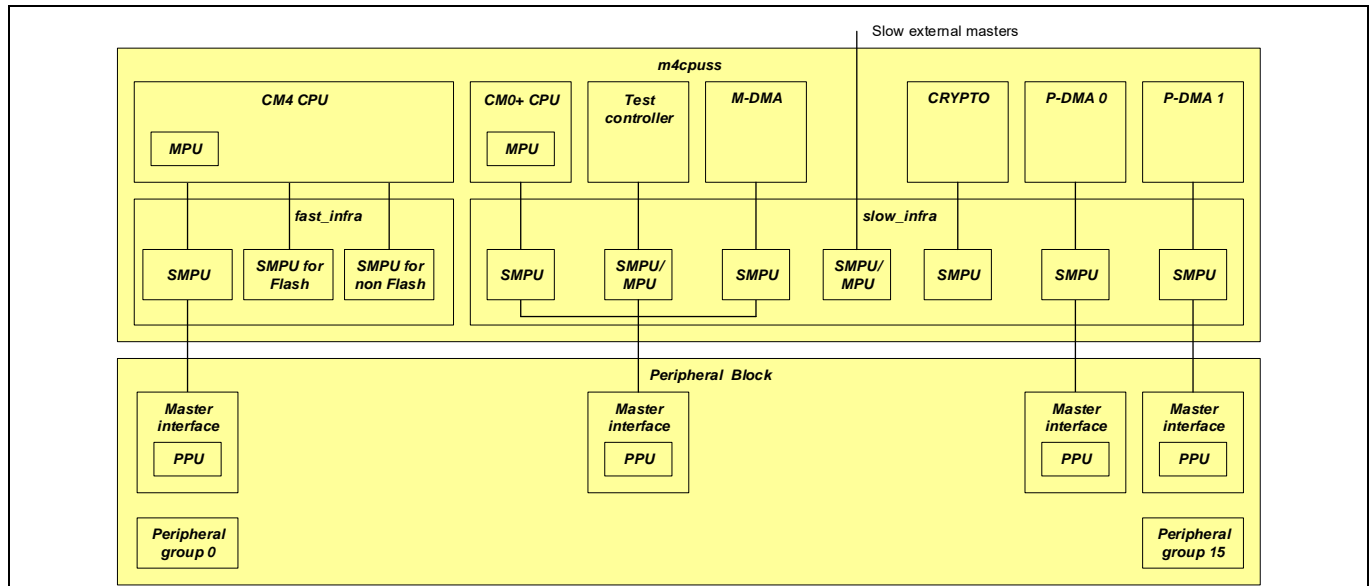 Slow external masters
m4cpuss
CM4 CPU
MPU
CM0+ CPU
MPU
Test
controller
M-DMA
CRYPTO
P-DMA 0
P-DMA 1
fast_infra
slow_infra
SMPU
SMPU for
Flash
SMPU for
non Flash
SMPU
SMPU/
MPU
SMPU
SMPU/
MPU
SMPU
SMPU
SMPU
Peripheral Block
Master
interface
PPU
Master
interface
PPU
Master
interface
PPU
Master
interface
PPU
Peripheral
group 0
Peripheral
group 15